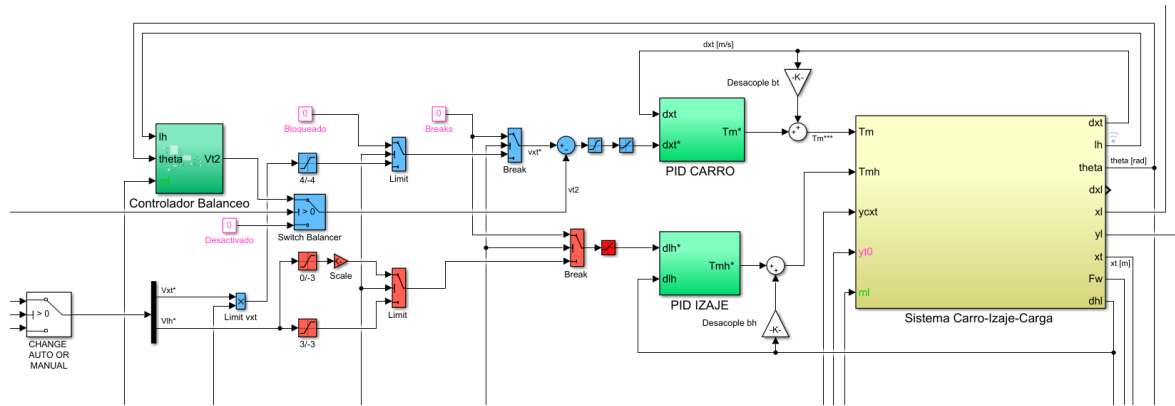 dxt [m/s]
Desacople bt
-K-
0
Bloqueado
0
Breaks
lh
theta
ml
Vt2
Controlador Balanceo
4/-4
Limit
Break
vxt*
vt2
dxt
dxt*
Tm*
PID CARRO
Tm***
> 0
Switch Balancer
0
Desactivado
0/-3
K-
Scale
Limit
Break
dlh*
dlh
Tmh*
PID IZAJE
Desacople bh
-K-
Tm
Tmh
ycxt
yt0
ml
dxt
lh
theta
dxl
xl
yl
xt
Fw
dhl
theta [rad]
xt [m]
Sistema Carro-Izaje-Carga
> 0
CHANGE
AUTO OR
MANUAL
Vxt*
Vlh*
Limit vxt
3/-3